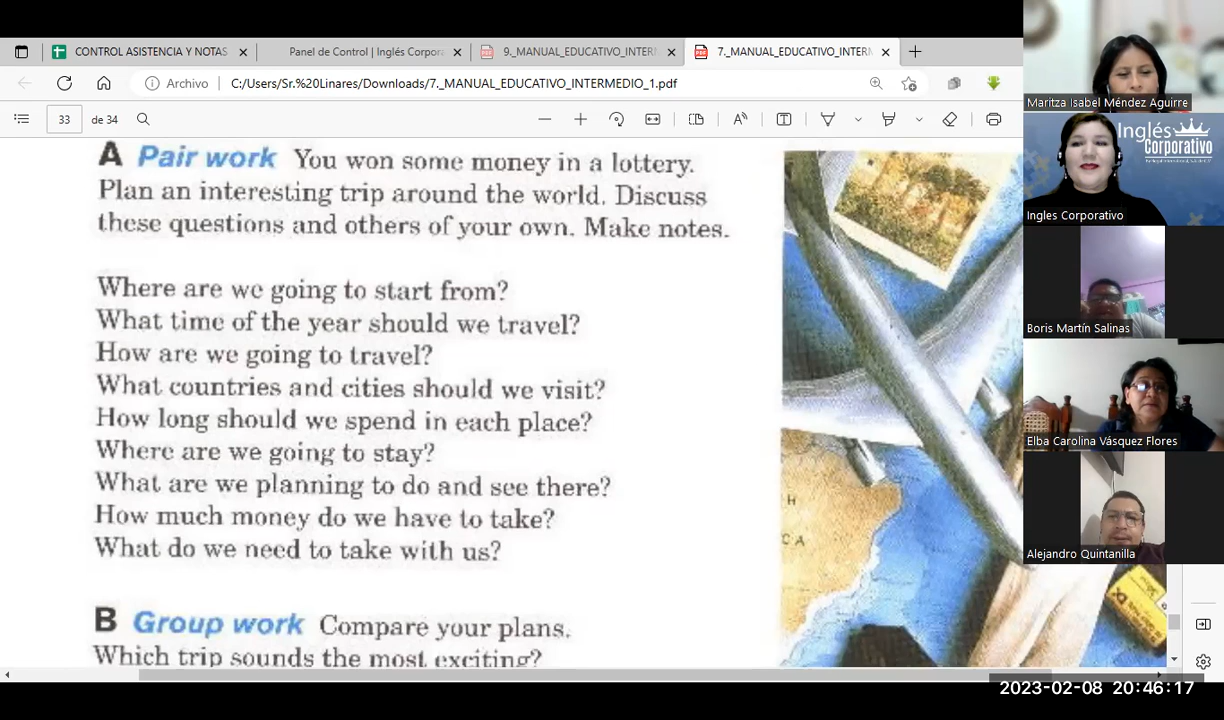 CONTROL ASISTENCIA Y NOTAS
Panel de Control | Inglés Corpora
9._MANUAL_EDUCATIVO_INTERM
7._MANUAL_EDUCATIVO_INTERM
Archivo
C:/Users/Sr.%20Linares/Downloads/7._MANUAL_EDUCATIVO_INTERMEDIO_1.pdf
33
de 34
A Pair work You won some money in a lottery.
Plan an interesting trip around the world. Discuss
these questions and others of your own. Make notes.
Where are we going to start from?
What time of the year should we travel?
How are we going to travel?
What countries and cities should we visit?
How long should we spend in each place?
Where are we going to stay?
What are we planning to do and see there?
How much money do we have to take?
What do we need to take with us?
B Group work Compare your plans.
Which trip sounds the most exciting?
Maritza Isabel Méndez Aguirre
Inglés
Corporativo
Ingles Corporativo
Boris Martín Salinas
Elba Carolina Vásquez Flores
Alejandro Quintanilla
2023-02-08 20:46:17